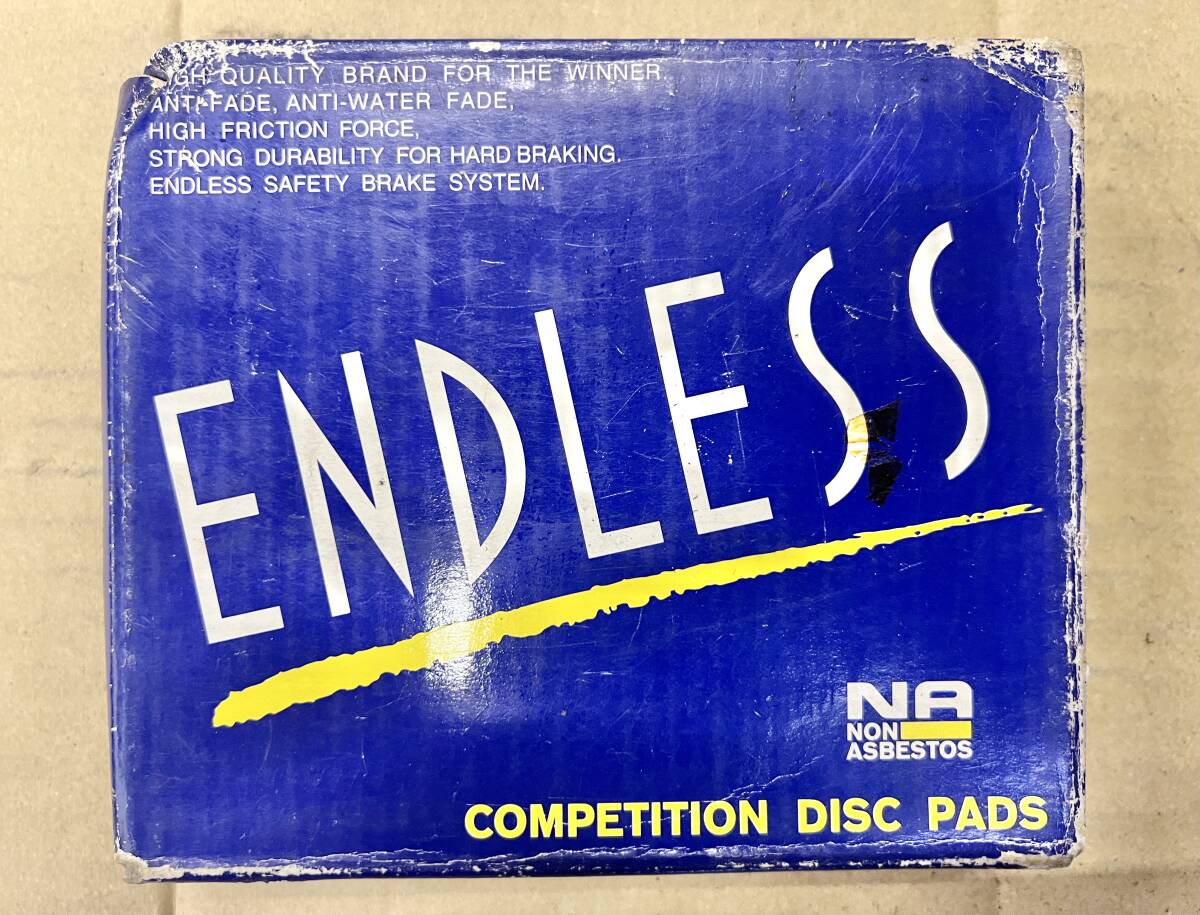 HIGH QUALITY BRAND FOR THE WINNER.
ANTI-FADE, ANTI-WATER FADE,
HIGH FRICTION FORCE,
STRONG DURABILITY FOR HARD BRAKING.
ENDLESS SAFETY BRAKE SYSTEM.
ENDLESS
NA
NON
ASBESTOS
COMPETITION DISC PADS